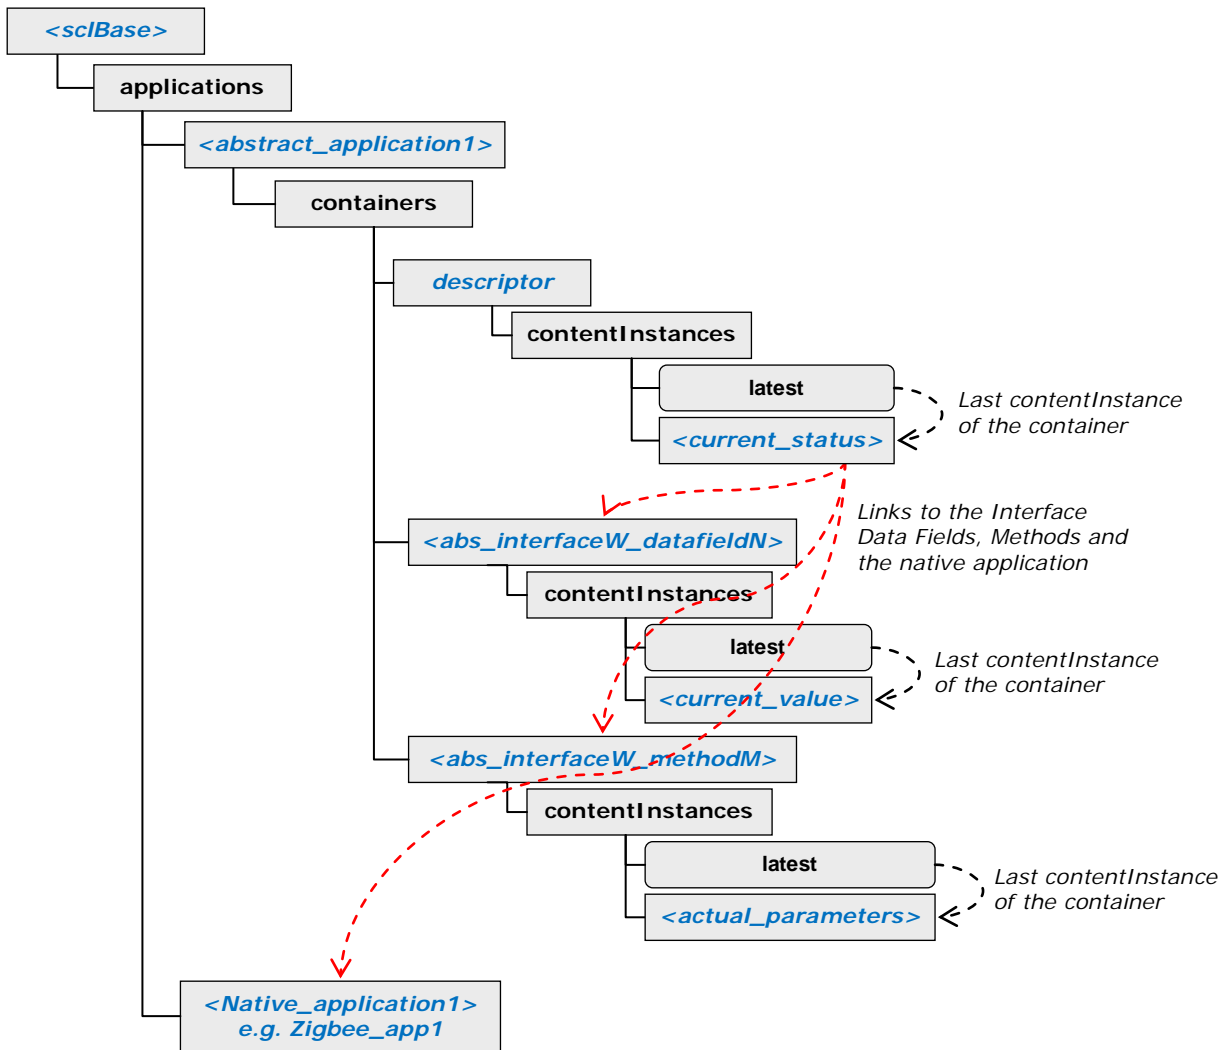 <sclBase>
applications
<abstract_application1>
containers
descriptor
contentInstances
latest
Last contentInstance
of the container
<current_status>
Links to the Interface
Data Fields, Methods and
the native application
<abs_interfaceW_datafieldN>
contentInstances
latest
Last contentInstance
of the container
<current_value>
<abs_interfaceW_methodM>
contentInstances
latest
Last contentInstance
of the container
<actual_parameters>
<Native_application1>
e.g. Zigbee_app1